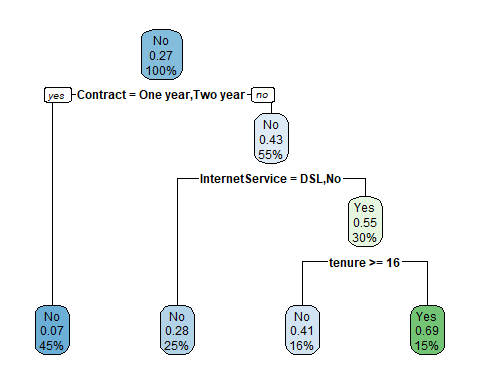 No
0.27
100%
yes Contract = One year,Two year no
No
0.43
55%
InternetService = DSL,No
Yes
0.55
30%
tenure >= 16
No
0.07
45%
No
0.28
25%
No
0.41
16%
Yes
0.69
15%